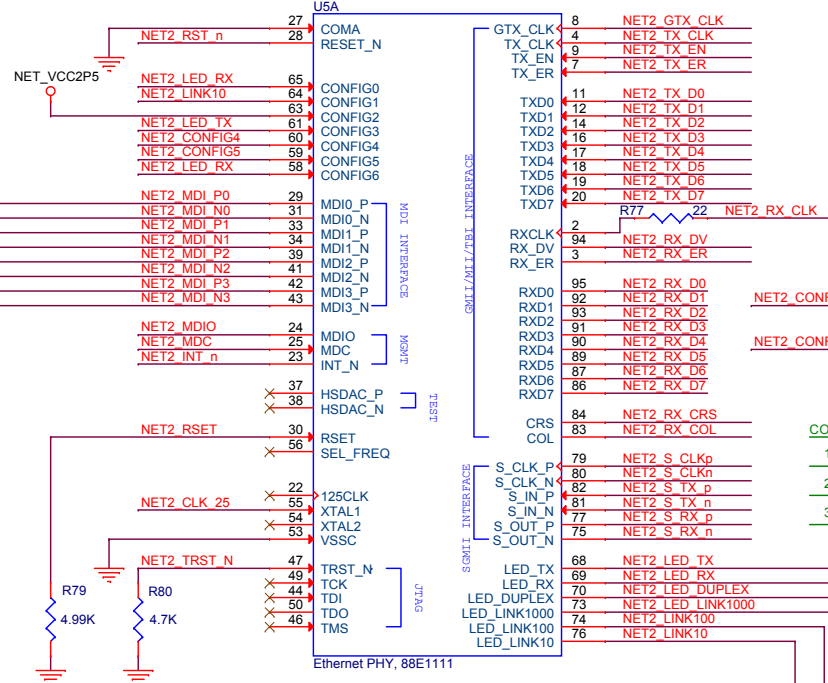 U5A
27 COMA
NET2_RST_n 28 RESET_N
NET_VCC2P5
NET2_LED_RX 65 CONFIG0
NET2_LINK10 64 CONFIG1
63 CONFIG2
NET2_LED_TX 61 CONFIG3
NET2_CONFIG4 60 CONFIG4
NET2_CONFIG5 59 CONFIG5
NET2_LED_RX 58 CONFIG6
NET2_MDI_P0 29 MDI0_P
NET2_MDI_N0 31 MDI0_N
NET2_MDI_P1 33 MDI1_P
NET2_MDI_N1 34 MDI1_N
NET2_MDI_P2 39 MDI2_P
NET2_MDI_N2 41 MDI2_N
NET2_MDI_P3 42 MDI3_P
NET2_MDI_N3 43 MDI3_N
MDI INTERFACE
NET2_MDIO 24 MDIO
NET2_MDC 25 MDC
NET2_INT_n 23 INT_N
MGMT
37 HSDAC_P
38 HSDAC_N
TEST
NET2_RSET 30 RSET
56 SEL_FREQ
22 125CLK
NET2_CLK_25 55 XTAL1
54 XTAL2
53 VSSC
NET2_TRST_N 47 TRST_N
49 TCK
44 TDI
50 TDO
46 TMS
JTAG
R79
4.99K
R80
4.7K
GTX_CLK 8 NET2_GTX_CLK
TX_CLK 4 NET2_TX_CLK
TX_EN 9 NET2_TX_EN
TX_ER 7 NET2_TX_ER
TXD0 11 NET2_TX_D0
TXD1 12 NET2_TX_D1
TXD2 14 NET2_TX_D2
TXD3 16 NET2_TX_D3
TXD4 17 NET2_TX_D4
TXD5 18 NET2_TX_D5
TXD6 19 NET2_TX_D6
TXD7 20 NET2_TX_D7
R77 22 NET2_RX_CLK
RXCLK 2
RX_DV 94 NET2_RX_DV
RX_ER 3 NET2_RX_ER
RXD0 95 NET2_RX_D0
RXD1 92 NET2_RX_D1 NET2_CONF
RXD2 93 NET2_RX_D2
RXD3 91 NET2_RX_D3
RXD4 90 NET2_RX_D4 NET2_CONF
RXD5 89 NET2_RX_D5
RXD6 87 NET2_RX_D6
RXD7 86 NET2_RX_D7
CRS 84 NET2_RX_CRS
COL 83 NET2_RX_COL
GMII/MII/TBI INTERFACE
CO
1
2
3
S_CLK_P 79 NET2_S_CLKp
S_CLK_N 80 NET2_S_CLKn
S_IN_P 82 NET2_S_TX_p
S_IN_N 81 NET2_S_TX_n
S_OUT_P 77 NET2_S_RX_p
S_OUT_N 75 NET2_S_RX_n
SGMII INTERFACE
LED_TX 68 NET2_LED_TX
LED_RX 69 NET2_LED_RX
LED_DUPLEX 70 NET2_LED_DUPLEX
LED_LINK1000 73 NET2_LED_LINK1000
LED_LINK100 74 NET2_LINK100
LED_LINK10 76 NET2_LINK10
Ethernet PHY, 88E1111